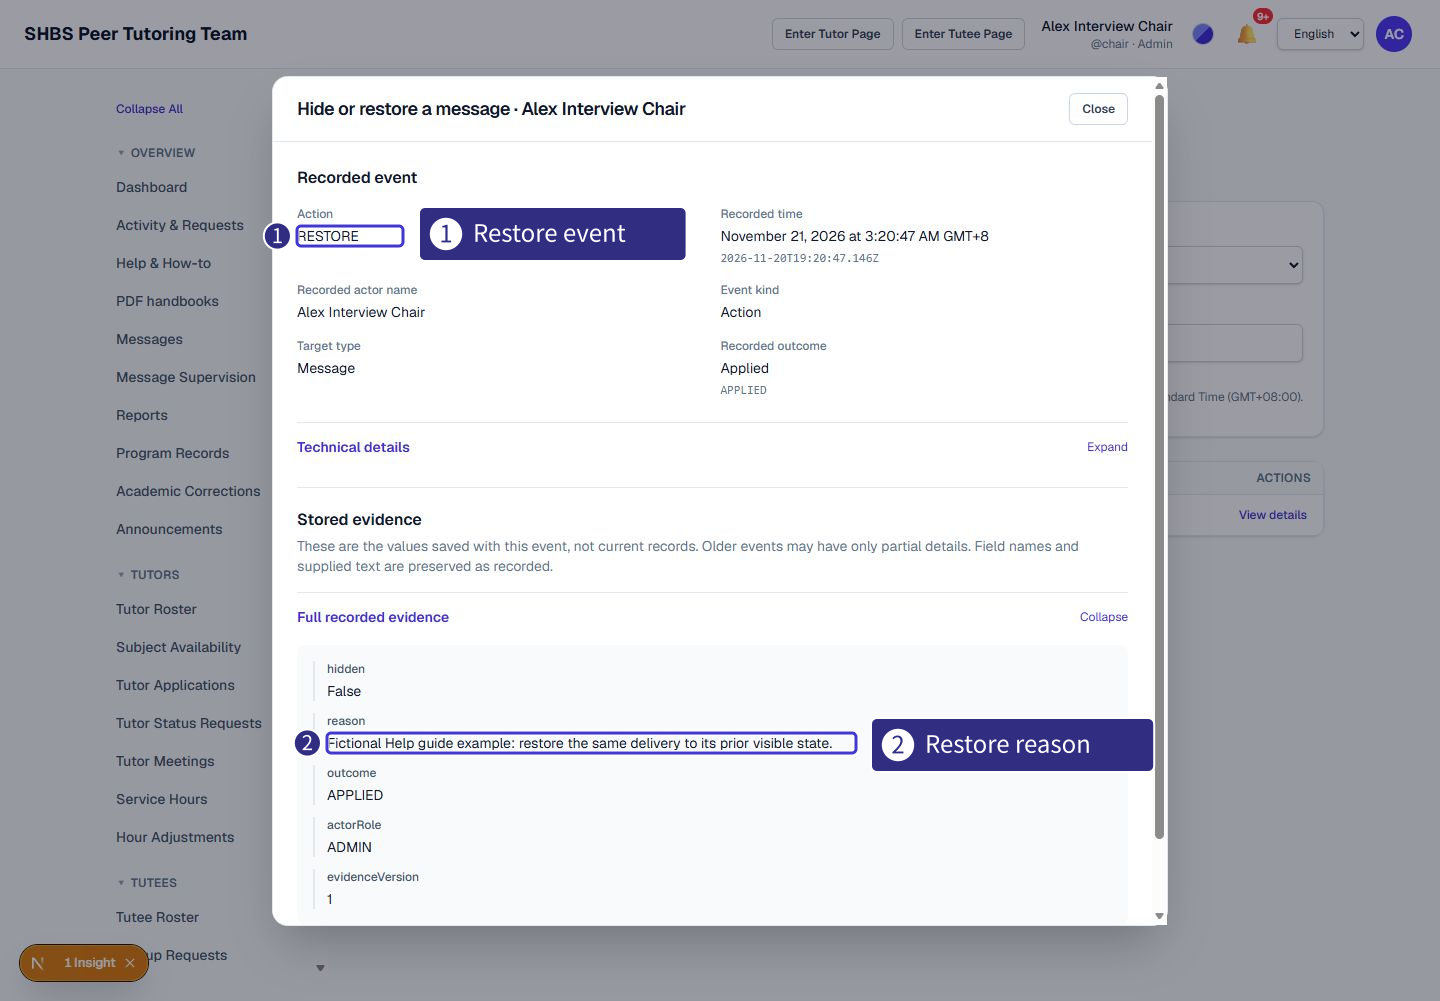 SHBS Peer Tutoring Team
Enter Tutor Page
Enter Tutee Page
Alex Interview Chair
@chair · Admin
9+
English
AC
Collapse All
OVERVIEW
Dashboard
Activity & Requests
Help & How-to
PDF handbooks
Messages
Message Supervision
Reports
Program Records
Academic Corrections
Announcements
TUTORS
Tutor Roster
Subject Availability
Tutor Applications
Tutor Status Requests
Tutor Meetings
Service Hours
Hour Adjustments
TUTEES
Tutee Roster
up Requests
1 Insight
Hide or restore a message · Alex Interview Chair
Close
Recorded event
Action
1 RESTORE
1 Restore event
Recorded time
November 21, 2026 at 3:20:47 AM GMT+8
2026-11-20T19:20:47.146Z
Recorded actor name
Alex Interview Chair
Event kind
Action
Target type
Message
Recorded outcome
Applied
APPLIED
Technical details
Expand
Stored evidence
These are the values saved with this event, not current records. Older events may have only partial details. Field names and
supplied text are preserved as recorded.
Full recorded evidence
Collapse
hidden
False
reason
2 Fictional Help guide example: restore the same delivery to its prior visible state.
2 Restore reason
outcome
APPLIED
actorRole
ADMIN
evidenceVersion
1
Time (GMT+08:00).
ACTIONS
View details